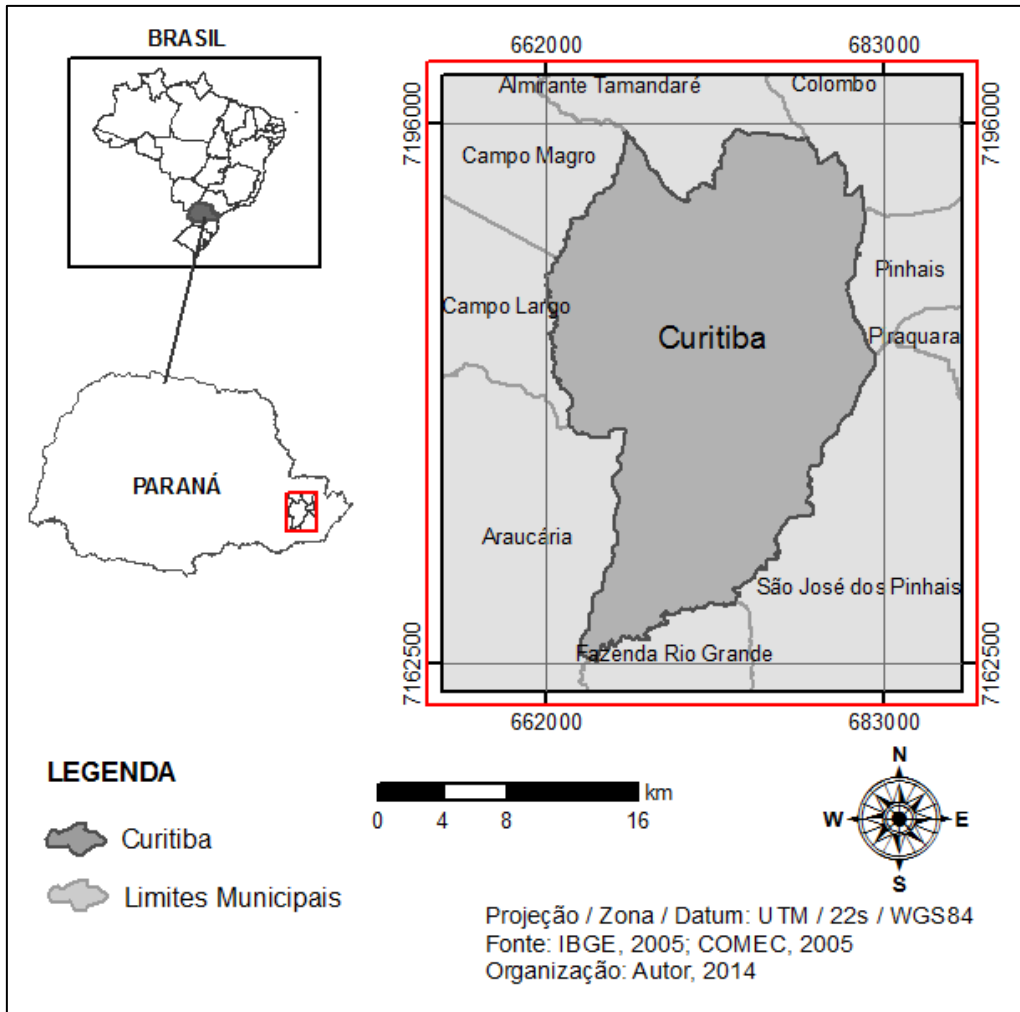 BRASIL
PARANÁ
662000
683000
7196000
7196000
Almirante Tamandaré
Colombo
Campo Magro
Pinhais
Campo Largo
Piraquara
Curitiba
Araucária
São José dos Pinhais
Fazenda Rio Grande
7162500
7162500
662000
683000
LEGENDA
Curitiba
Limites Municipais
km
0 4 8 16
N
W E
S
Projeção / Zona / Datum: UTM / 22s / WGS84
Fonte: IBGE, 2005; COMEC, 2005
Organização: Autor, 2014